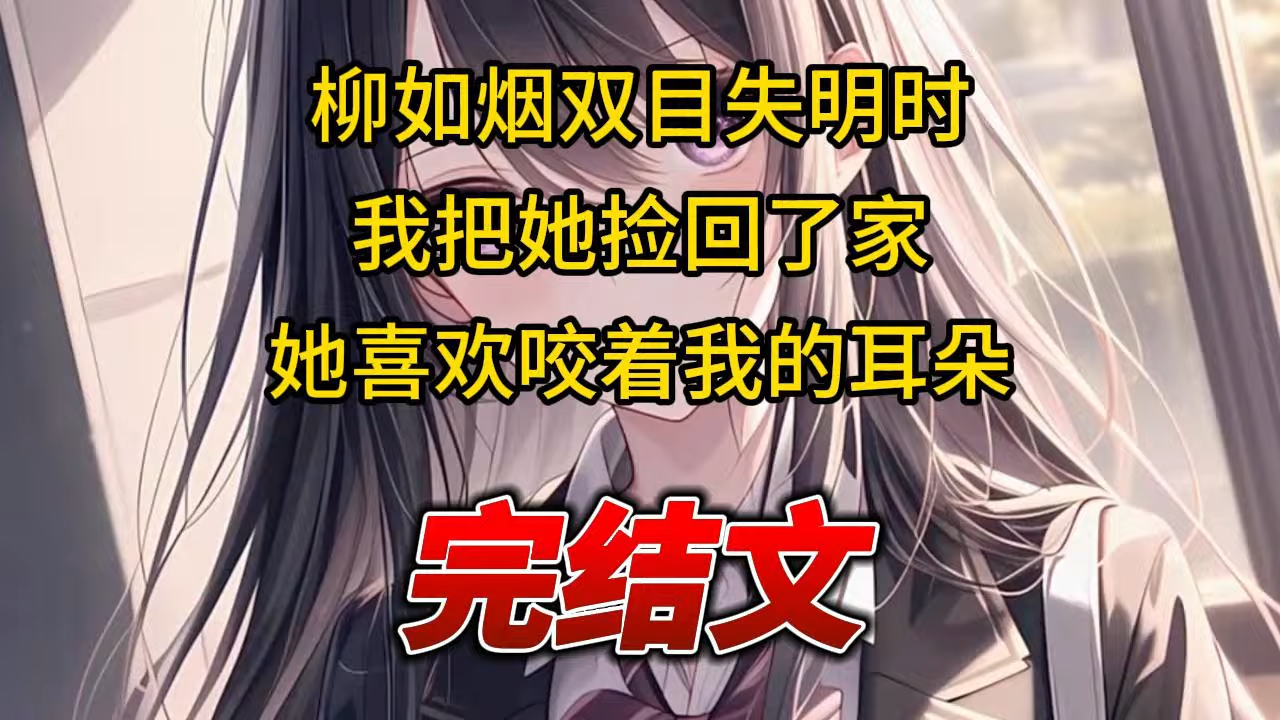 柳如烟双目失明时
我把她捡回了家
她喜欢咬着我的耳朵
完结文